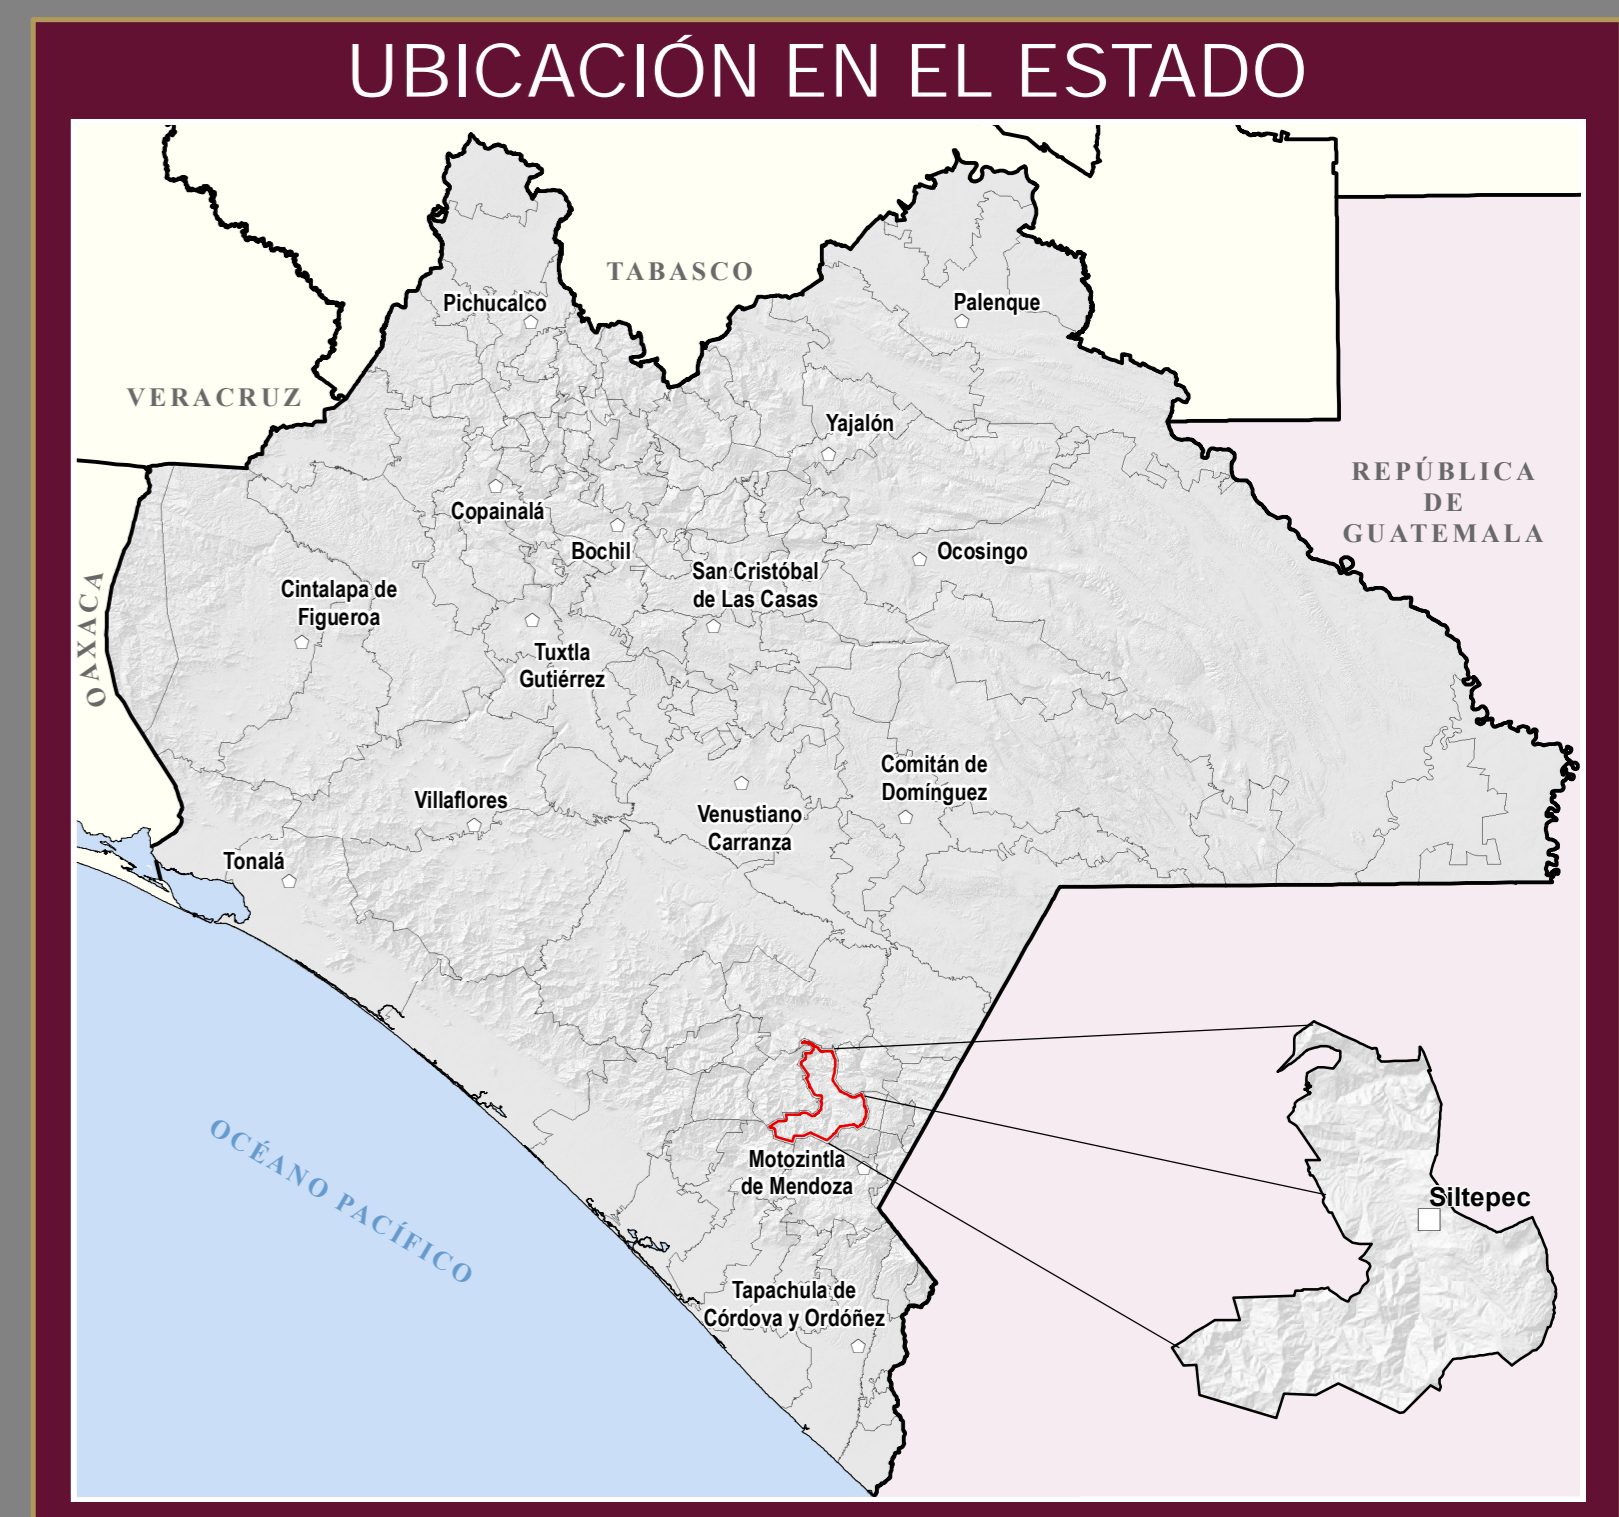 UBICACIÓN EN EL ESTADO
TABASCO
Pichucalco
Palenque
VERACRUZ
Yajalón
REPÚBLICA
DE
GUATEMALA
Copainalá
Bochil
Ocosingo
San Cristóbal
de Las Casas
OAXACA
Cintalapa de
Figueroa
Tuxtla
Gutiérrez
Comitán de
Domínguez
Villaflores
Venustiano
Carranza
Tonalá
OCÉANO PACÍFICO
Motozintla
de Mendoza
Siltepec
Tapachula de
Córdova y Ordóñez